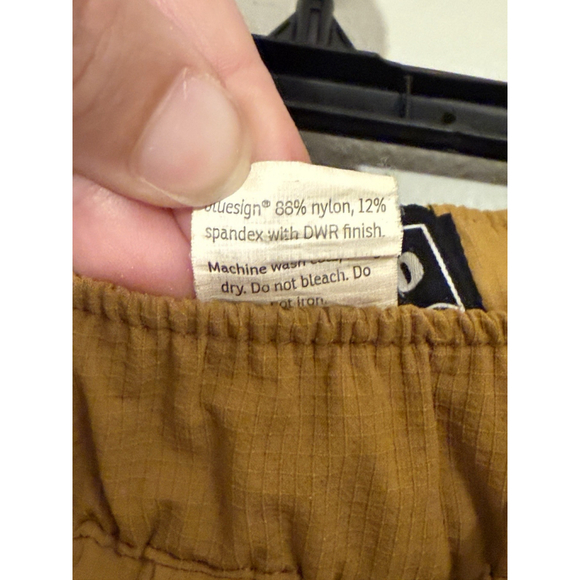 bluesign® 88% nylon, 12%
spandex with DWR finish.
Machine wash
dry. Do not bleach. Do
not iron.